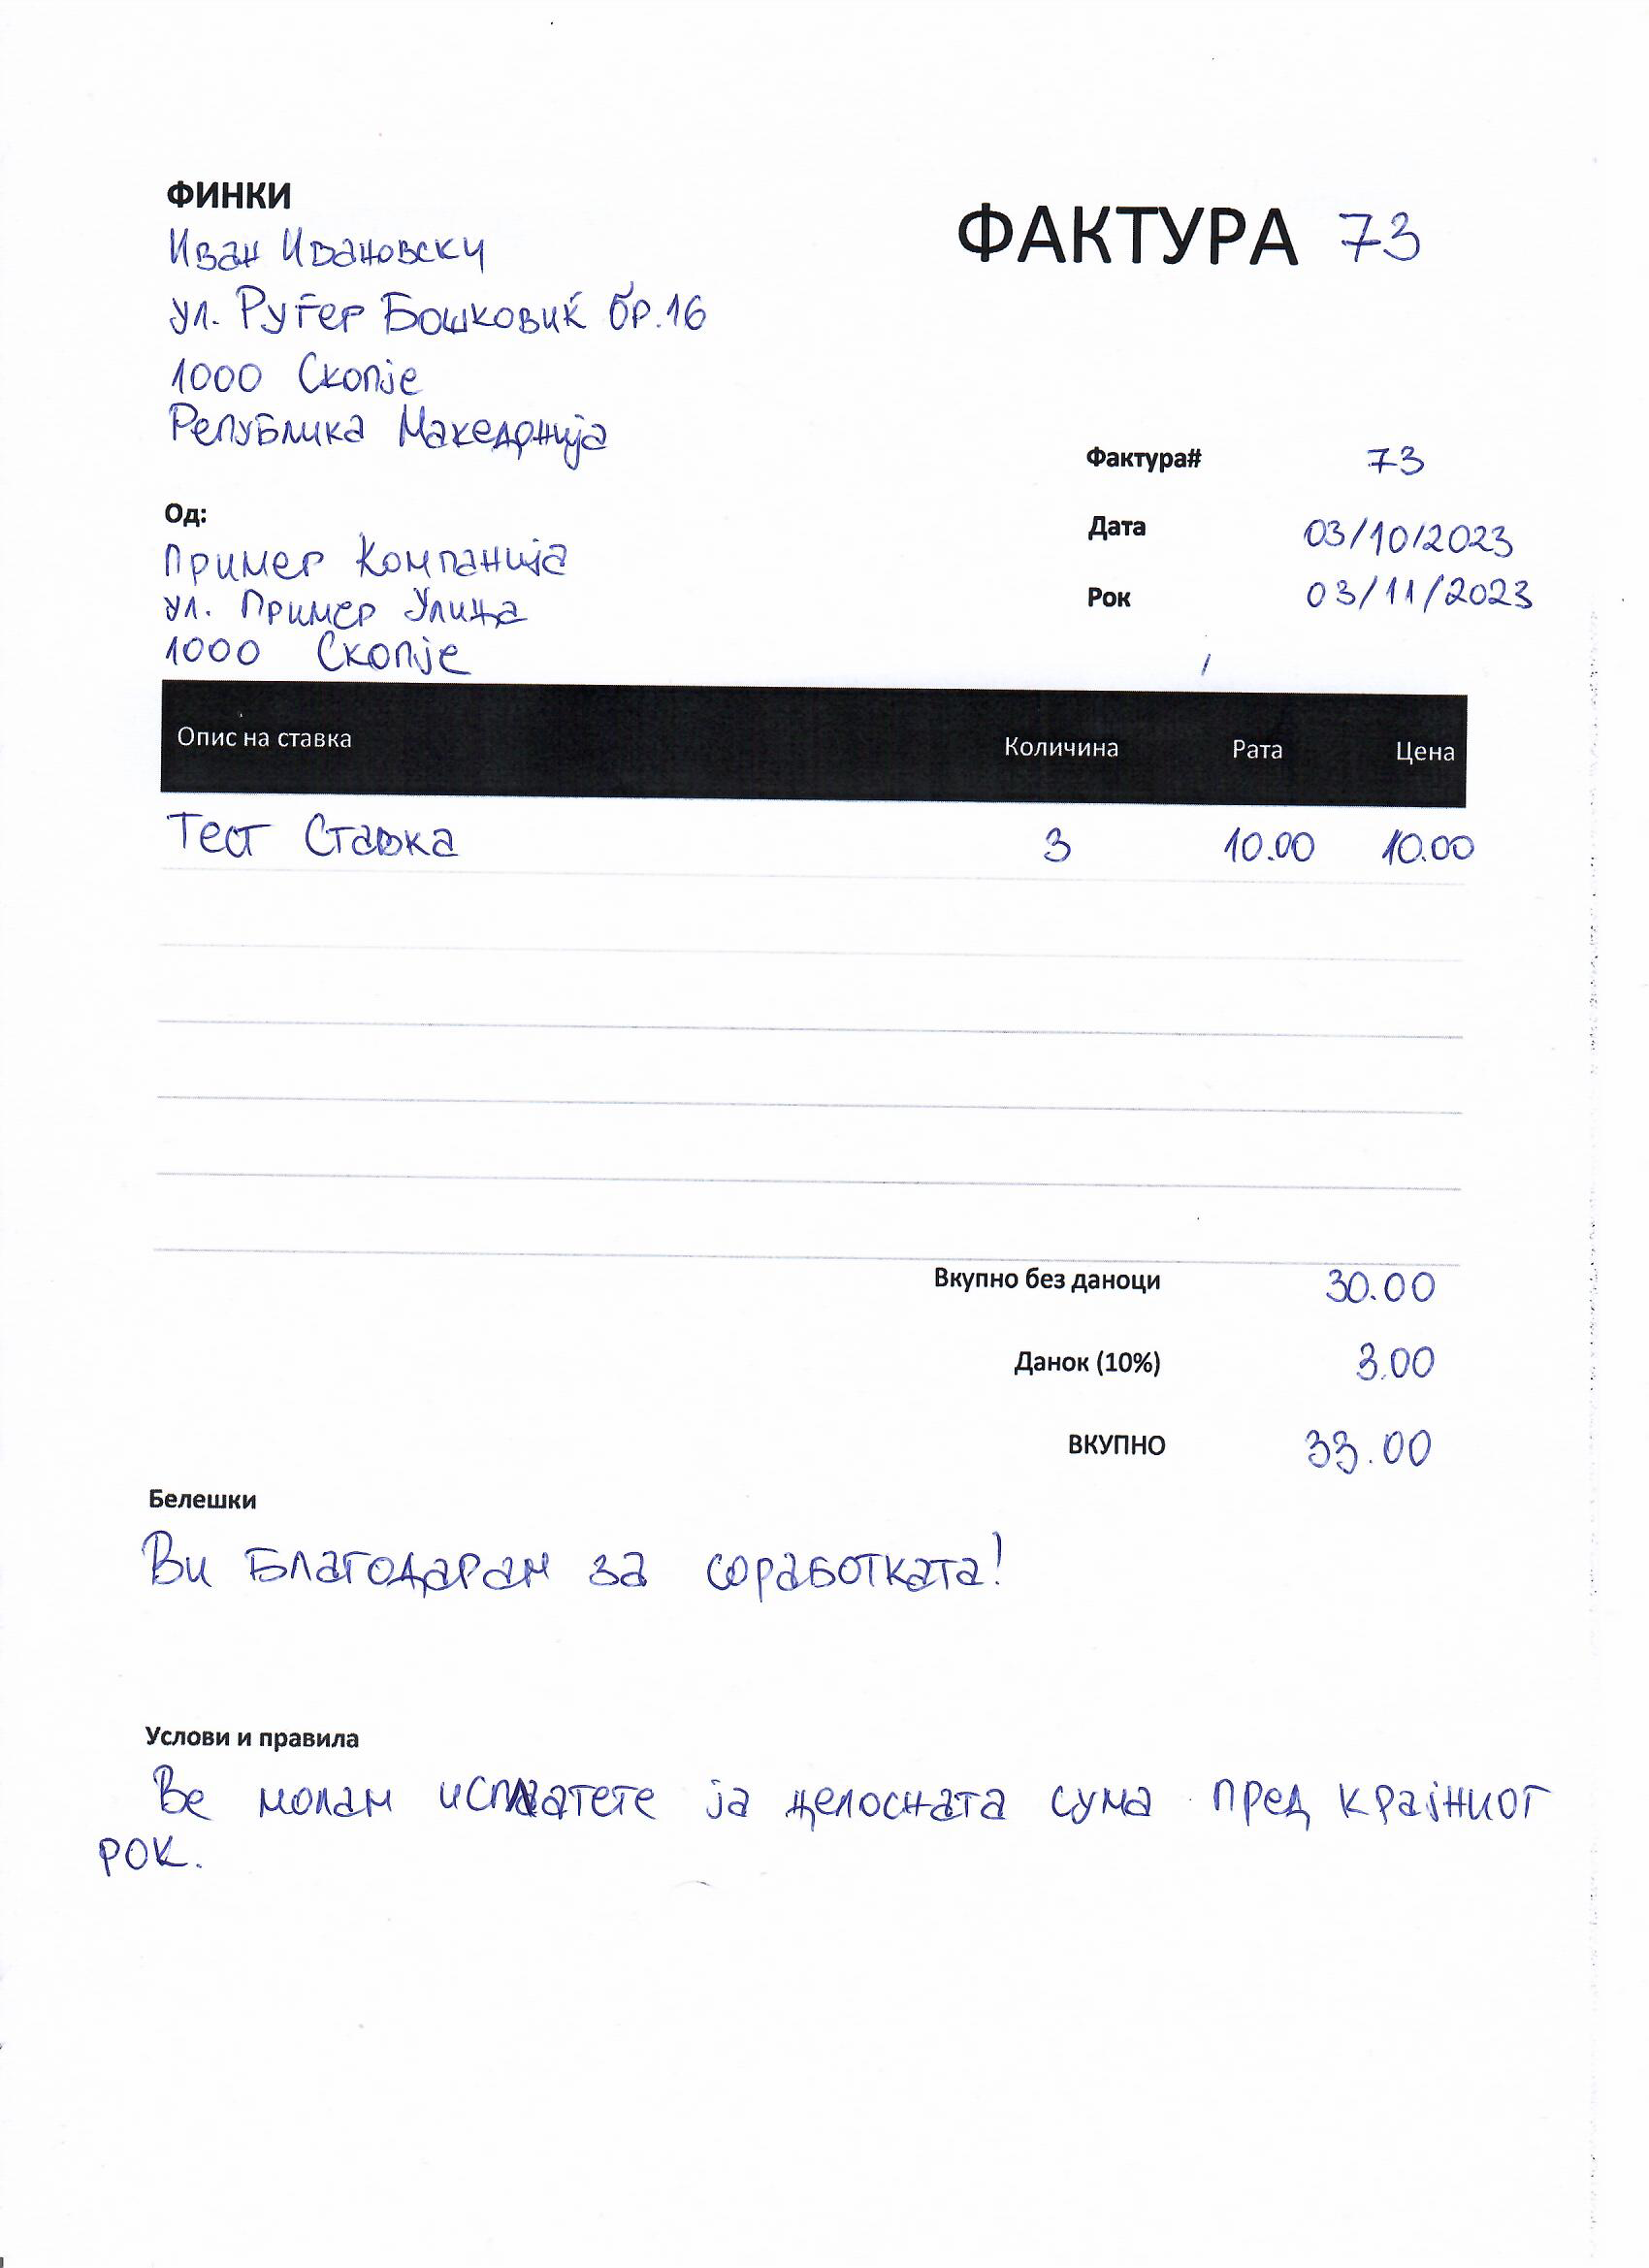 ФИНКИ
Иван Ивановски
ул. Руѓер Бошковиќ бр.16
1000 Скопје
Република Македонија
ФАКТУРА 73
Фактура# 73
Дата 03/10/2023
Рок 03/11/2023
Од:
Пример Компанија
ул. Пример Улица
1000 Скопје
Опис на ставка Количина Рата Цена
Тест Ставка 3 10.00 10.00
Вкупно без даноци 30.00
Данок (10%) 3.00
ВКУПНО 33.00
Белешки
Ви Благодарам за соработката!
Услови и правила
Ве молам исплатете ја целосната сума пред крајниот
рок.